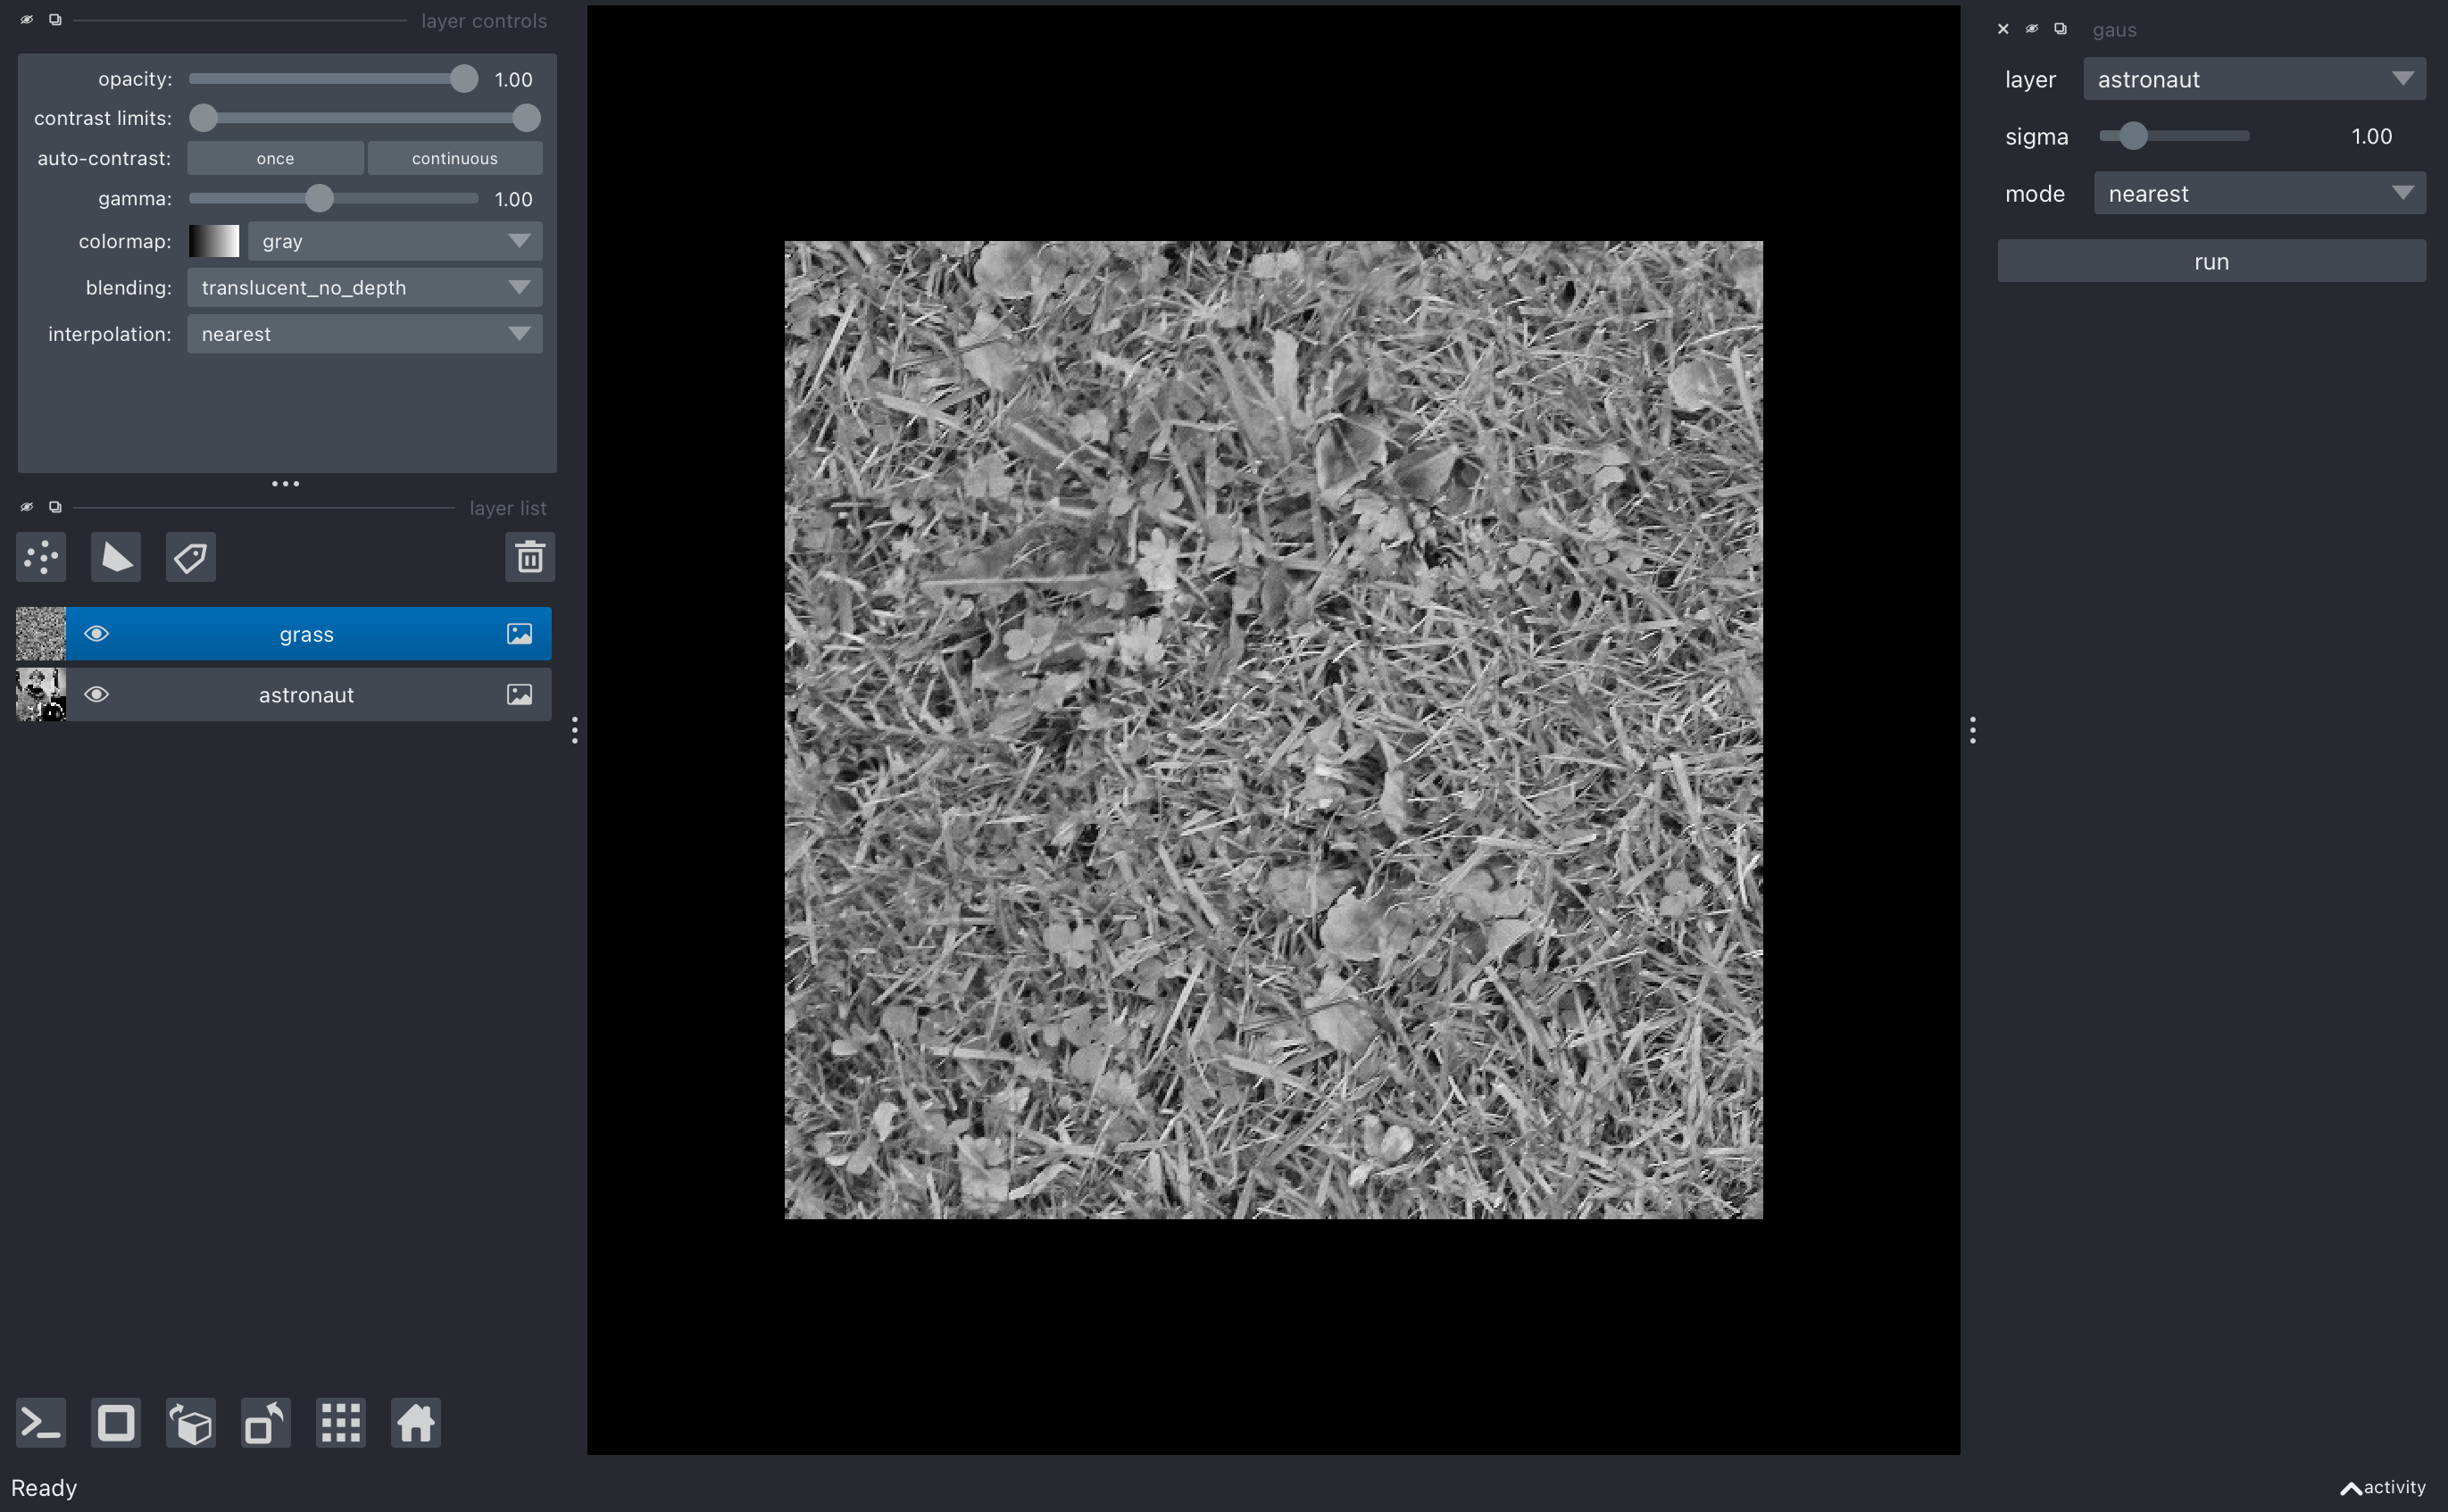 layer controls
opacity: 1.00
contrast limits:
auto-contrast: once continuous
gamma: 1.00
colormap: gray
blending: translucent_no_depth
interpolation: nearest
layer list
grass
astronaut
gaus
layer astronaut
sigma 1.00
mode nearest
run
Ready
activity